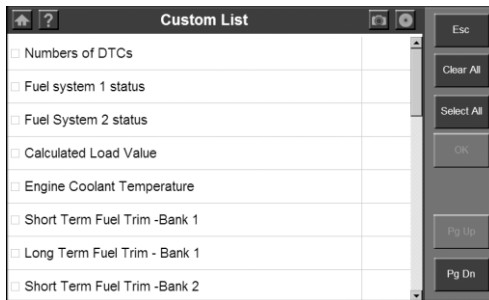 ? Custom List
Esc
Numbers of DTCs
Clear All
Fuel system 1 status
Select All
Fuel System 2 status
OK
Calculated Load Value
Engine Coolant Temperature
Short Term Fuel Trim -Bank 1
Pg Up
Long Term Fuel Trim - Bank 1
Pg Dn
Short Term Fuel Trim -Bank 2